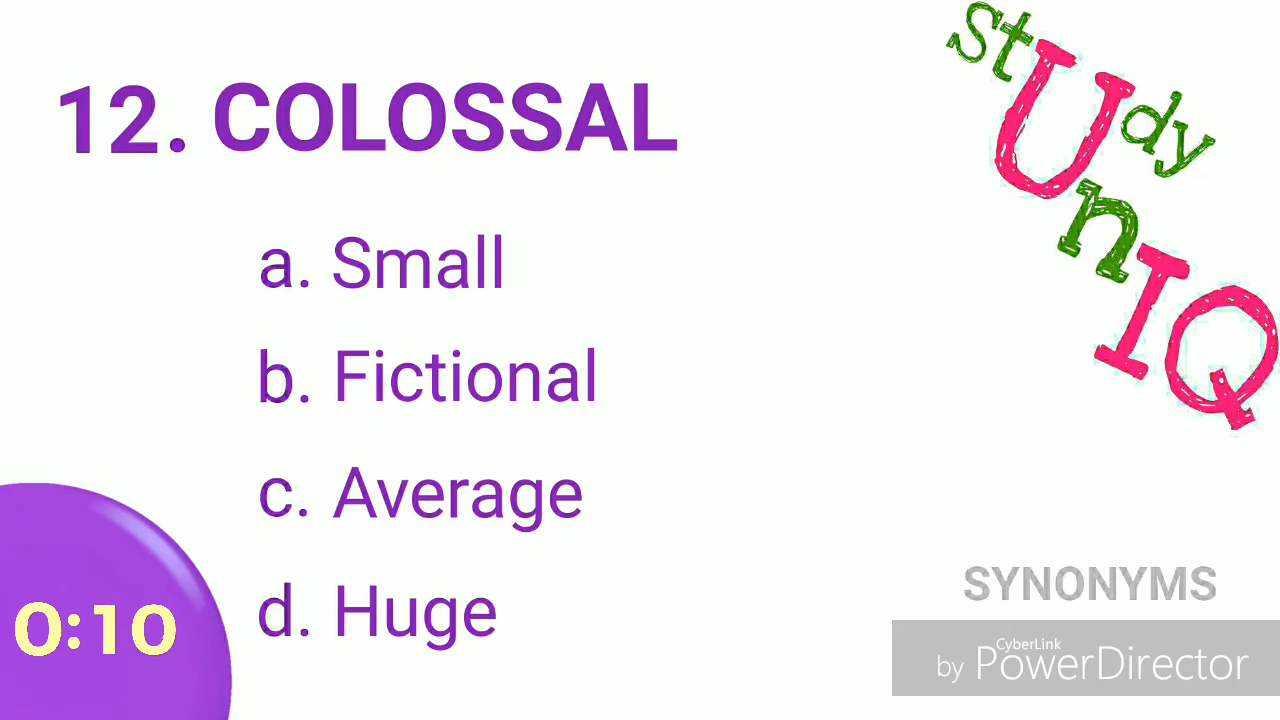 12. COLOSSAL
a. Small
b. Fictional
c. Average
d. Huge
0:10
stUdy
UnIQ
SYNONYMS
CyberLink
by PowerDirector